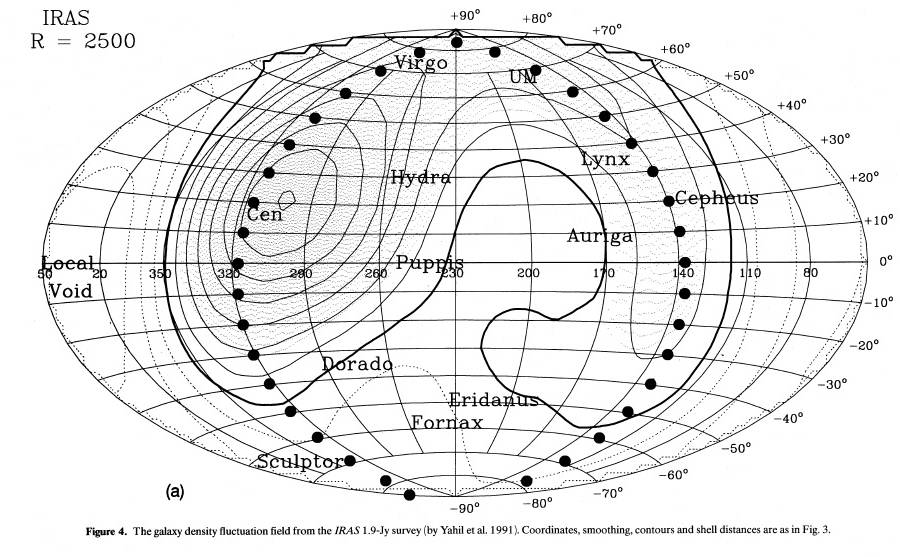 IRAS
R = 2500
+90°
+80°
+70°
+60°
+50°
+40°
+30°
+20°
+10°
0°
−10°
−20°
−30°
−40°
−50°
−60°
−70°
−80°
−90°
Virgo
UM
Lynx
Hydra
Cepheus
Cen
Auriga
Local
Puppis
50 20 350 320 290 260 230 200 170 140 110 80
Void
Dorado
Eridanus
Fornax
Sculptor
(a)
Figure 4. The galaxy density fluctuation field from the IRAS 1.9-Jy survey (by Yahil et al. 1991). Coordinates, smoothing, contours and shell distances are as in Fig. 3.